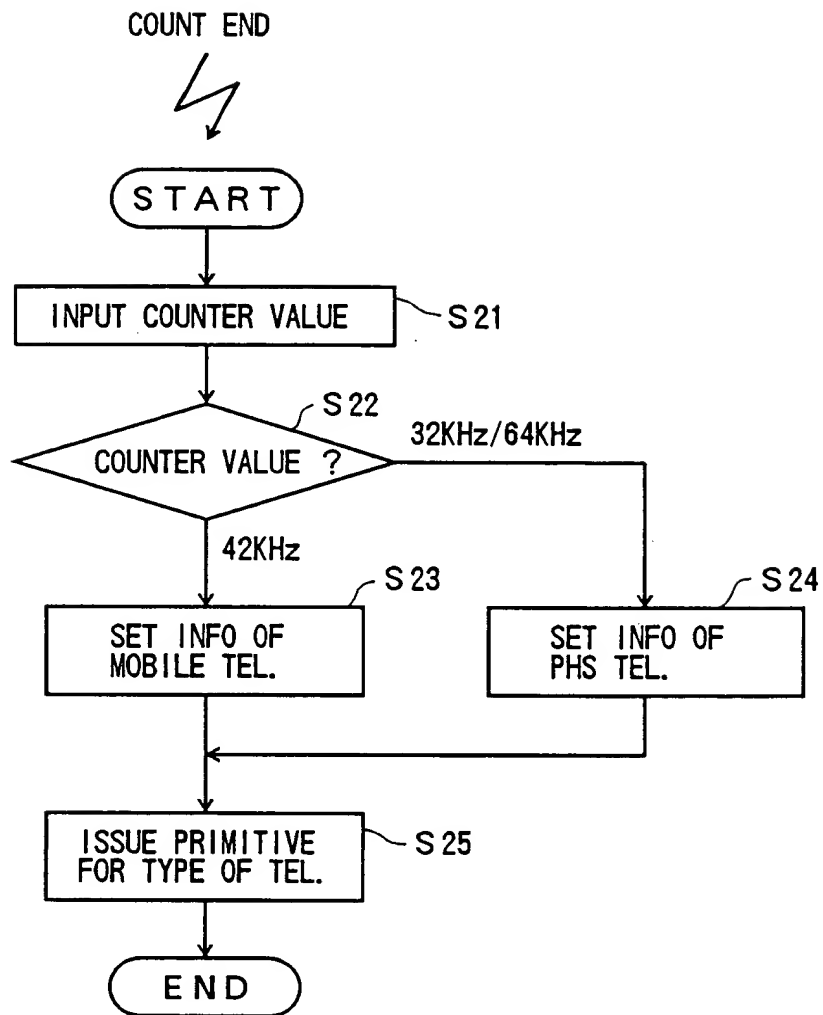 COUNT END
START
INPUT COUNTER VALUE
S21
S22
COUNTER VALUE ?
32KHz/64KHz
42KHz
S23
S24
SET INFO OF
MOBILE TEL.
SET INFO OF
PHS TEL.
ISSUE PRIMITIVE
FOR TYPE OF TEL.
S25
END